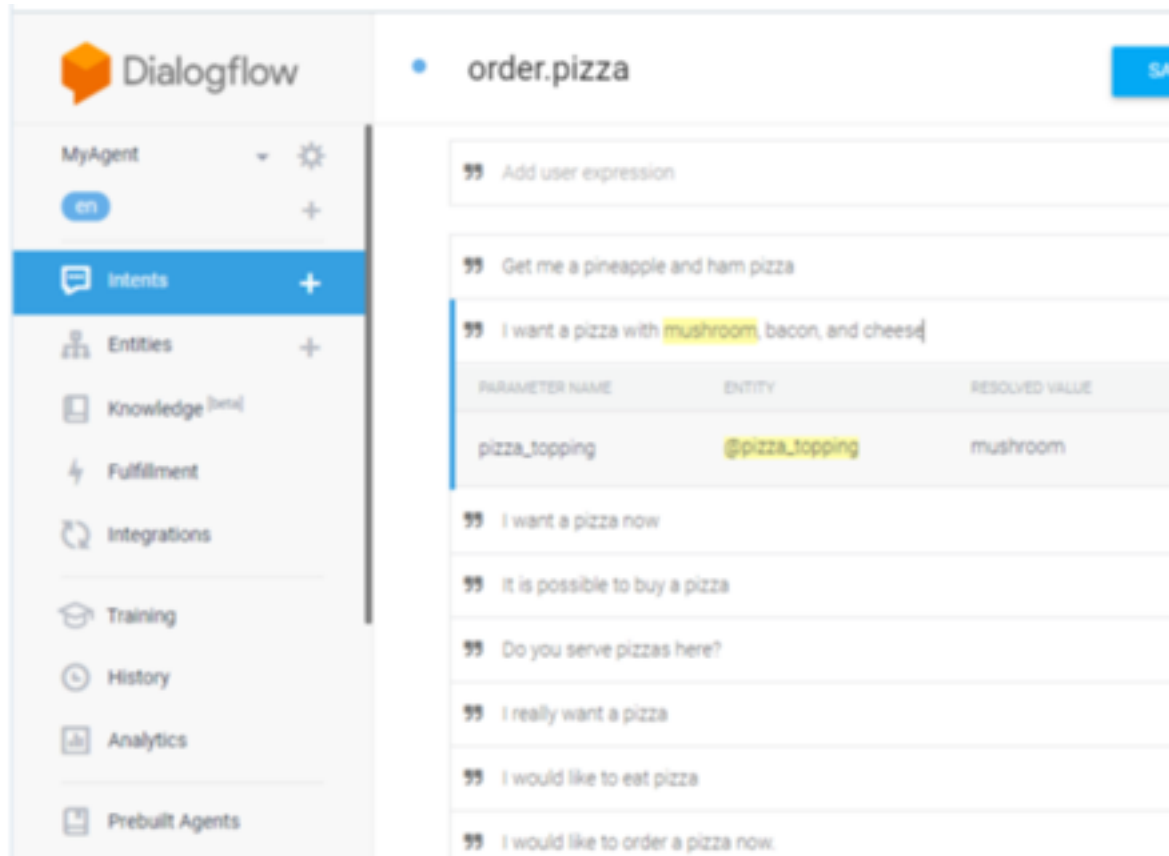 Dialogflow
order.pizza
SA
MyAgent
en
Intents
Entities
Knowledge [beta]
Fulfillment
Integrations
Training
History
Analytics
Prebuilt Agents
Add user expression
Get me a pineapple and ham pizza
I want a pizza with mushroom, bacon, and cheese
PARAMETER NAME ENTITY RESOLVED VALUE
pizza_topping @pizza_topping mushroom
I want a pizza now
It is possible to buy a pizza
Do you serve pizzas here?
I really want a pizza
I would like to eat pizza
I would like to order a pizza now.